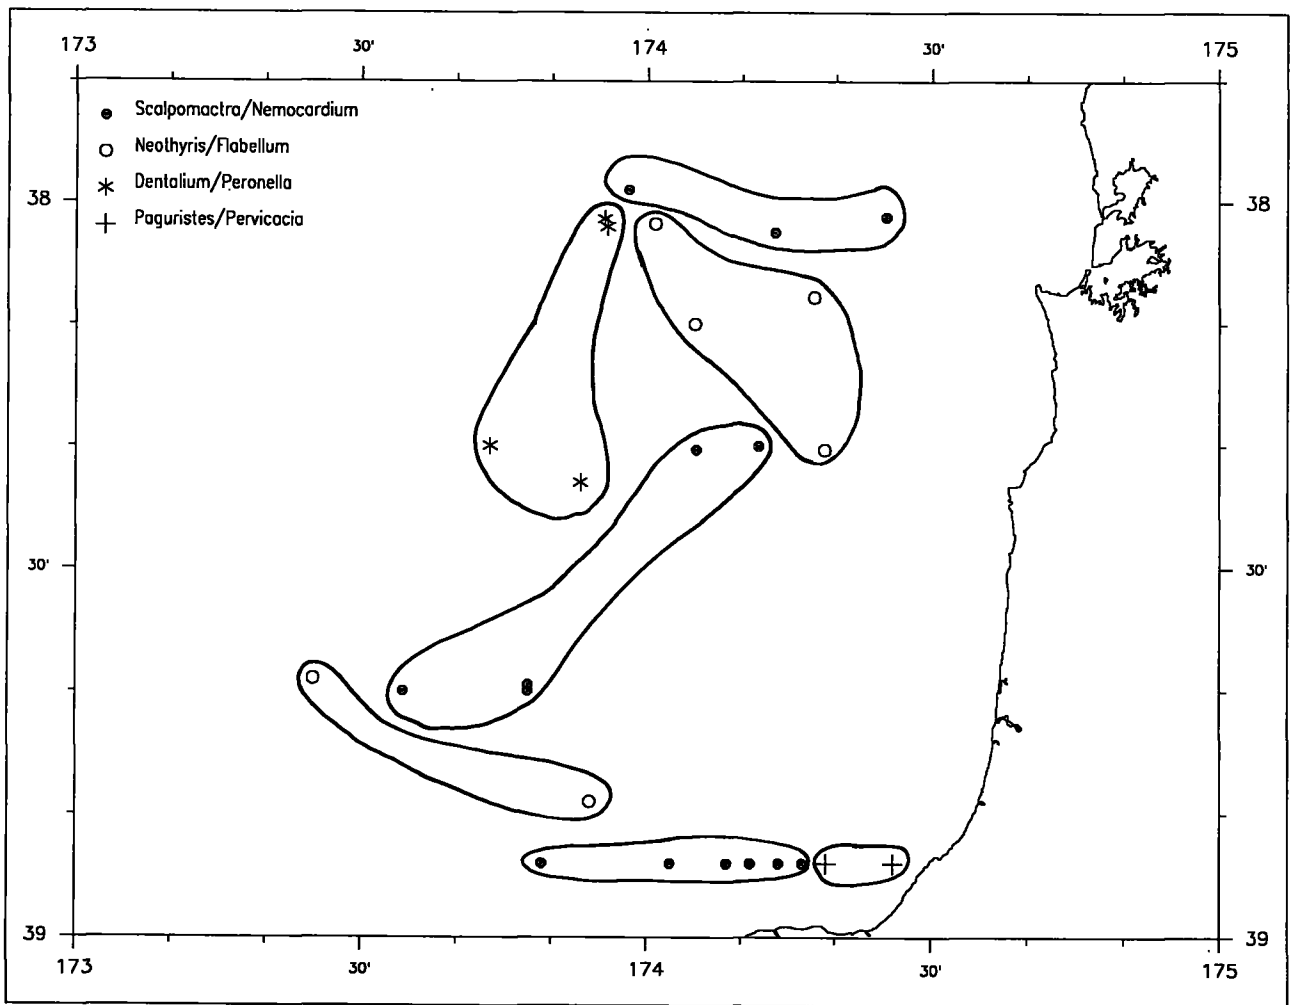 173 30' 174 30' 175
Scalpomactra/Nemocardium
Neothyris/Flabellum
Dentalium/Peronella
Paguristes/Pervicacia
38 38
30' 30'
39 39
173 30' 174 30' 175